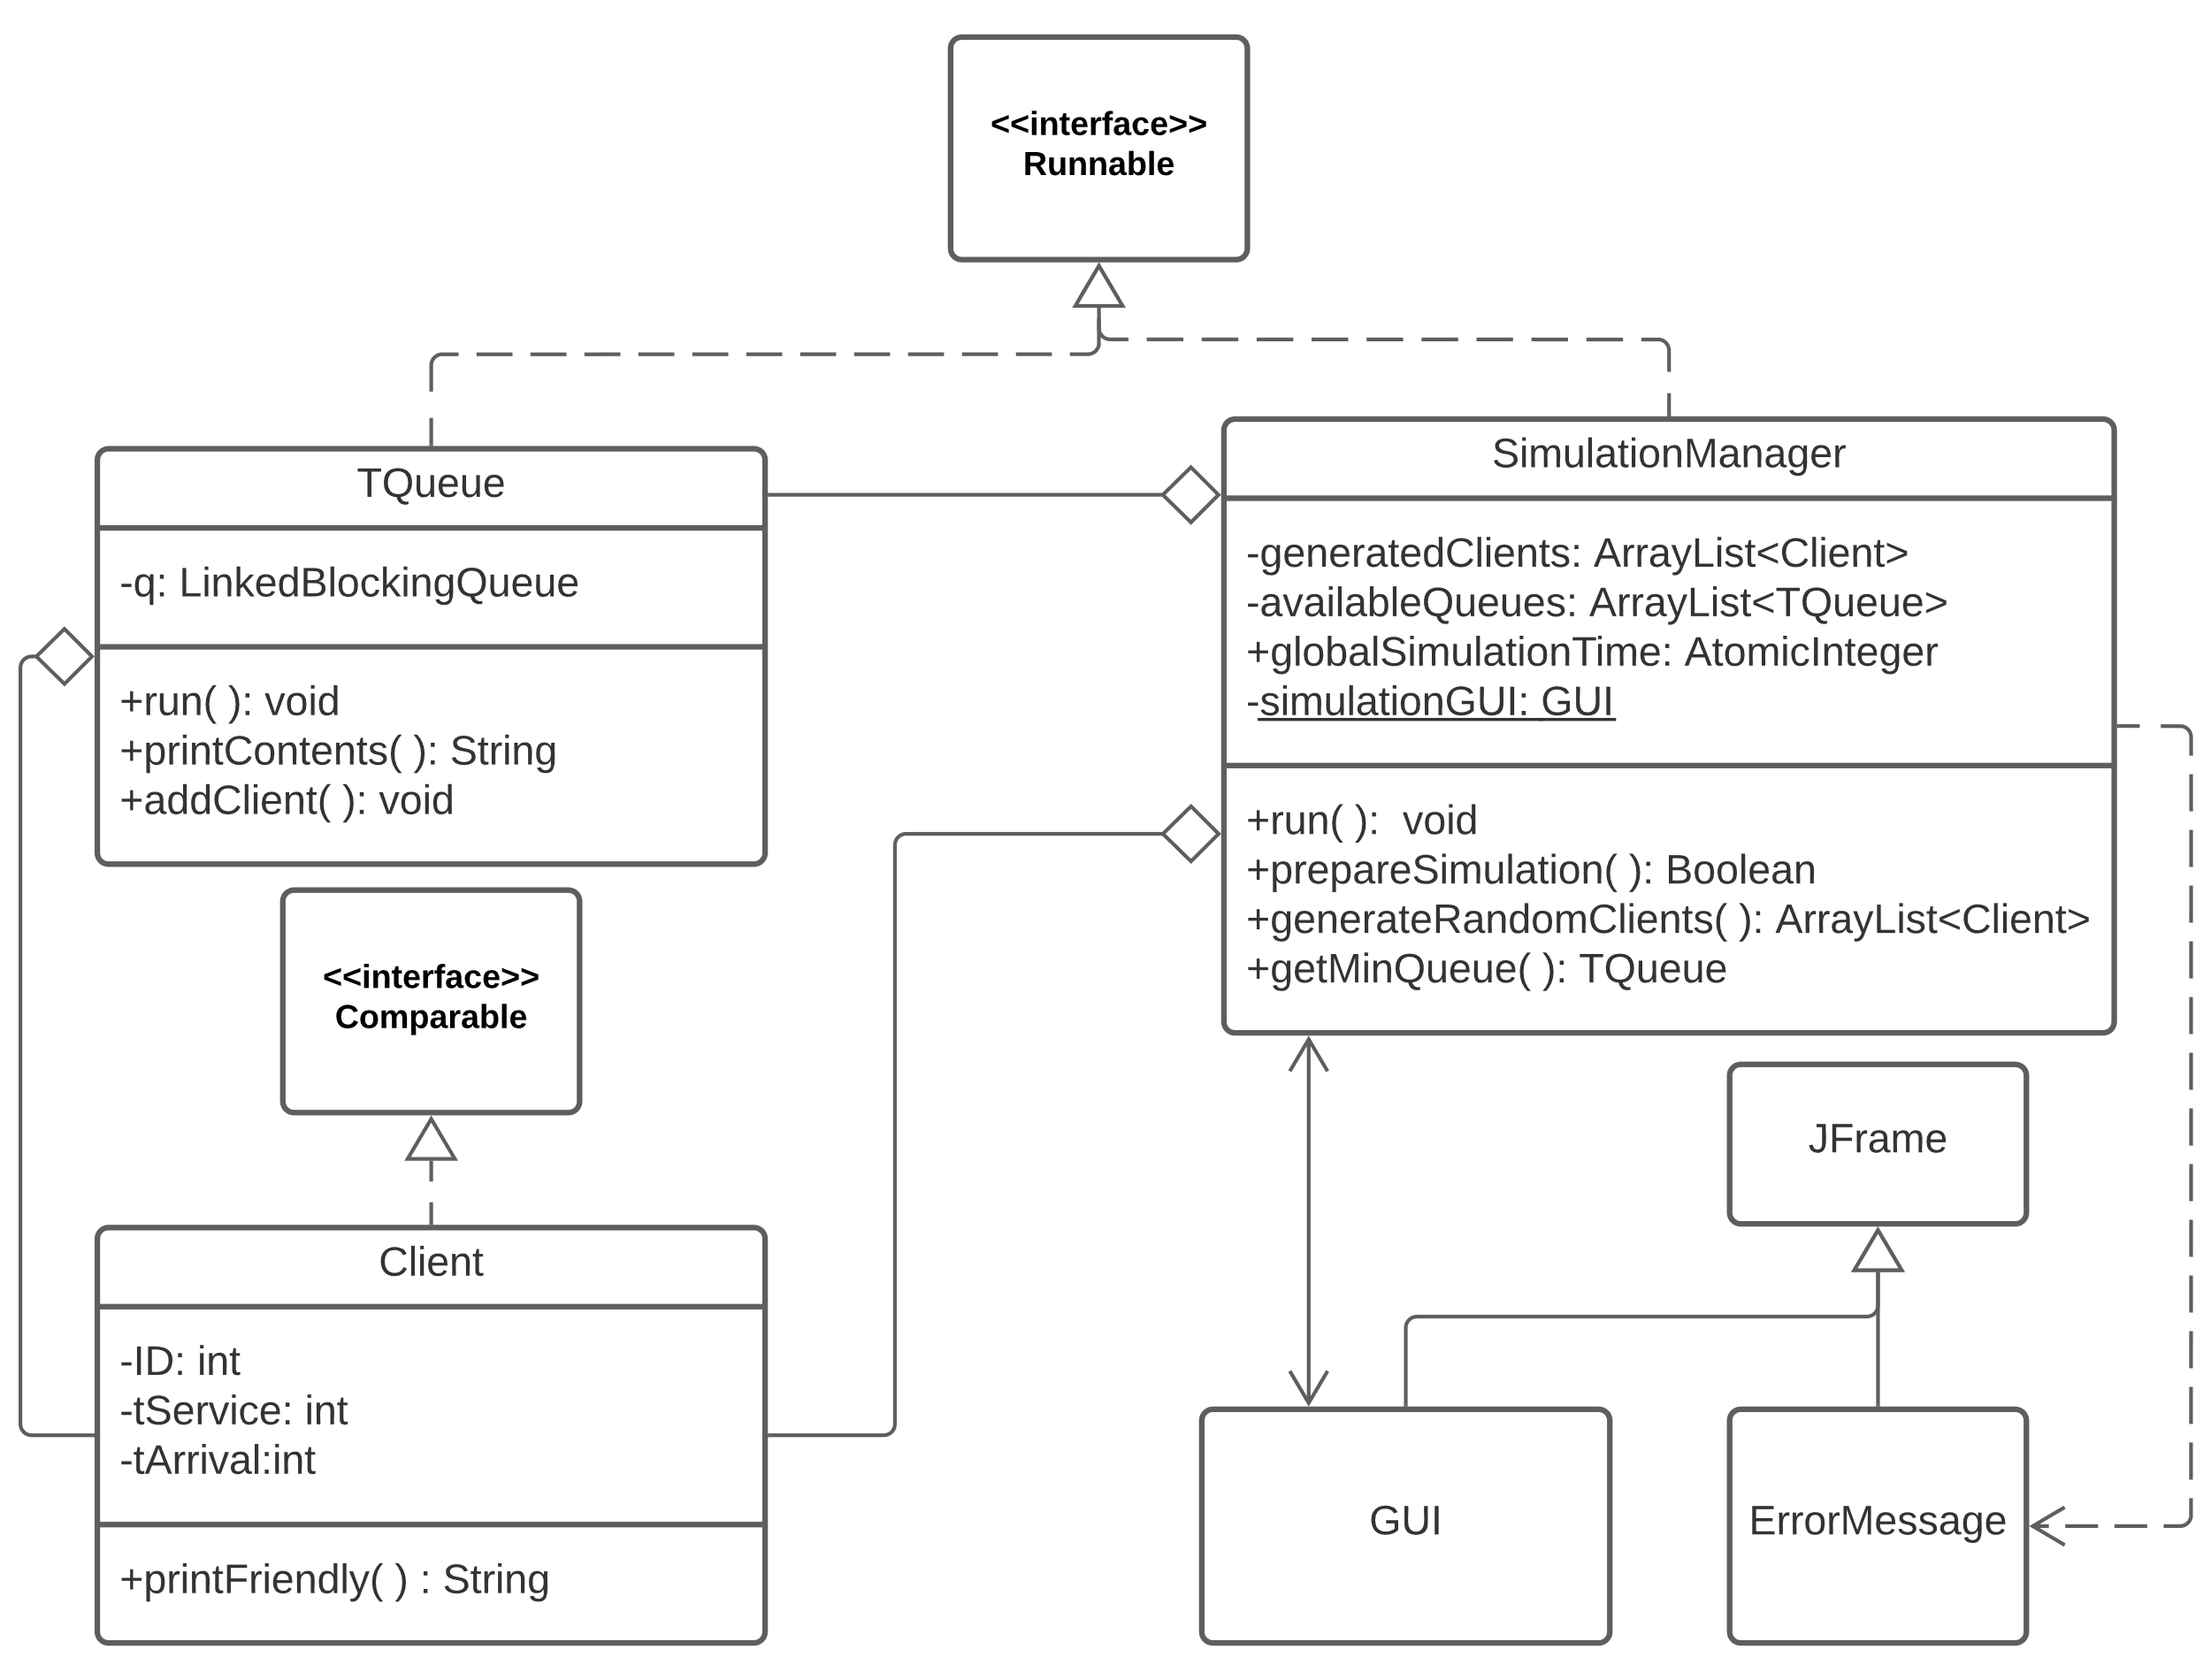 <<interface>>
Runnable
TQueue
-q: LinkedBlockingQueue
+run( ): void
+printContents( ): String
+addClient( ): void
SimulationManager
-generatedClients: ArrayList<Client>
-availableQueues: ArrayList<TQueue>
+globalSimulationTime: AtomicInteger
-simulationGUI: GUI
+run( ):  void
+prepareSimulation( ): Boolean
+generateRandomClients( ): ArrayList<Client>
+getMinQueue( ): TQueue
<<interface>>
Comparable
JFrame
Client
-ID: int
-tService: int
-tArrival:int
+printFriendly( ) : String
GUI
ErrorMessage